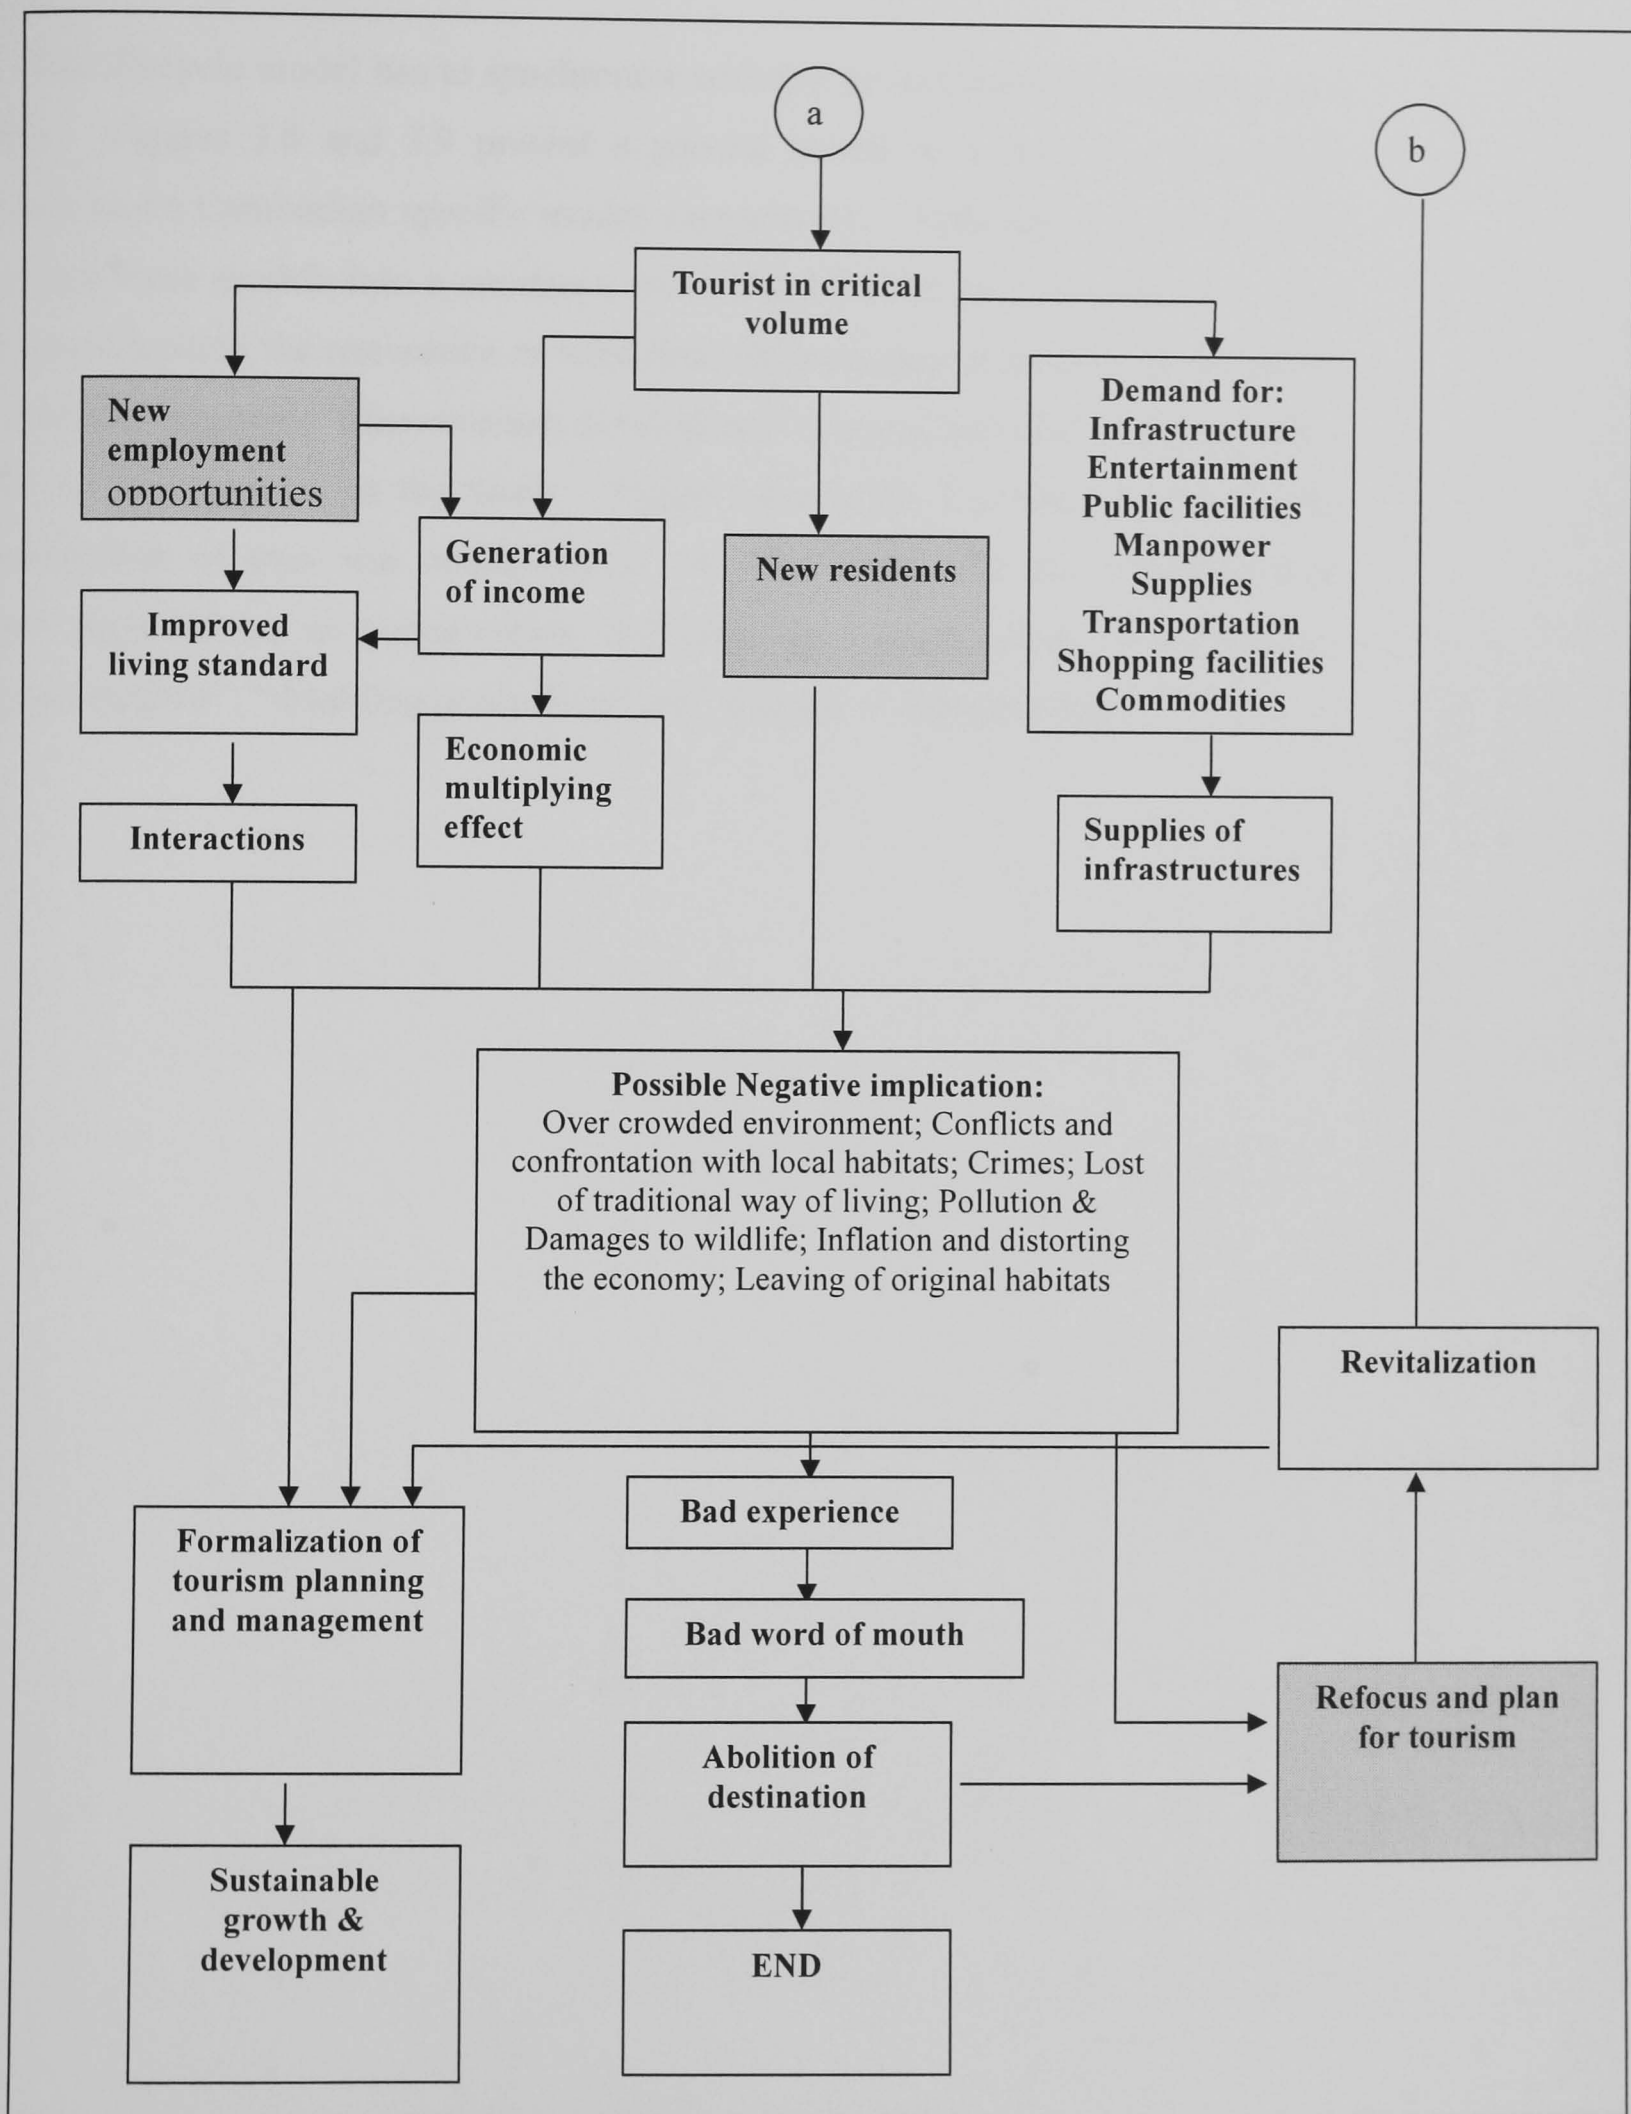 a
b
Tourist in critical
volume
New
employment
opportunities
Generation
of income
New residents
Demand for:
Infrastructure
Entertainment
Public facilities
Manpower
Supplies
Transportation
Shopping facilities
Commodities
Improved
living standard
Economic
multiplying
effect
Interactions
Supplies of
infrastructures
Possible Negative implication:
Over crowded environment; Conflicts and
confrontation with local habitats; Crimes; Lost
of traditional way of living; Pollution &
Damages to wildlife; Inflation and distorting
the economy; Leaving of original habitats
Revitalization
Formalization of
tourism planning
and management
Bad experience
Bad word of mouth
Abolition of
destination
Refocus and plan
for tourism
Sustainable
growth &
development
END